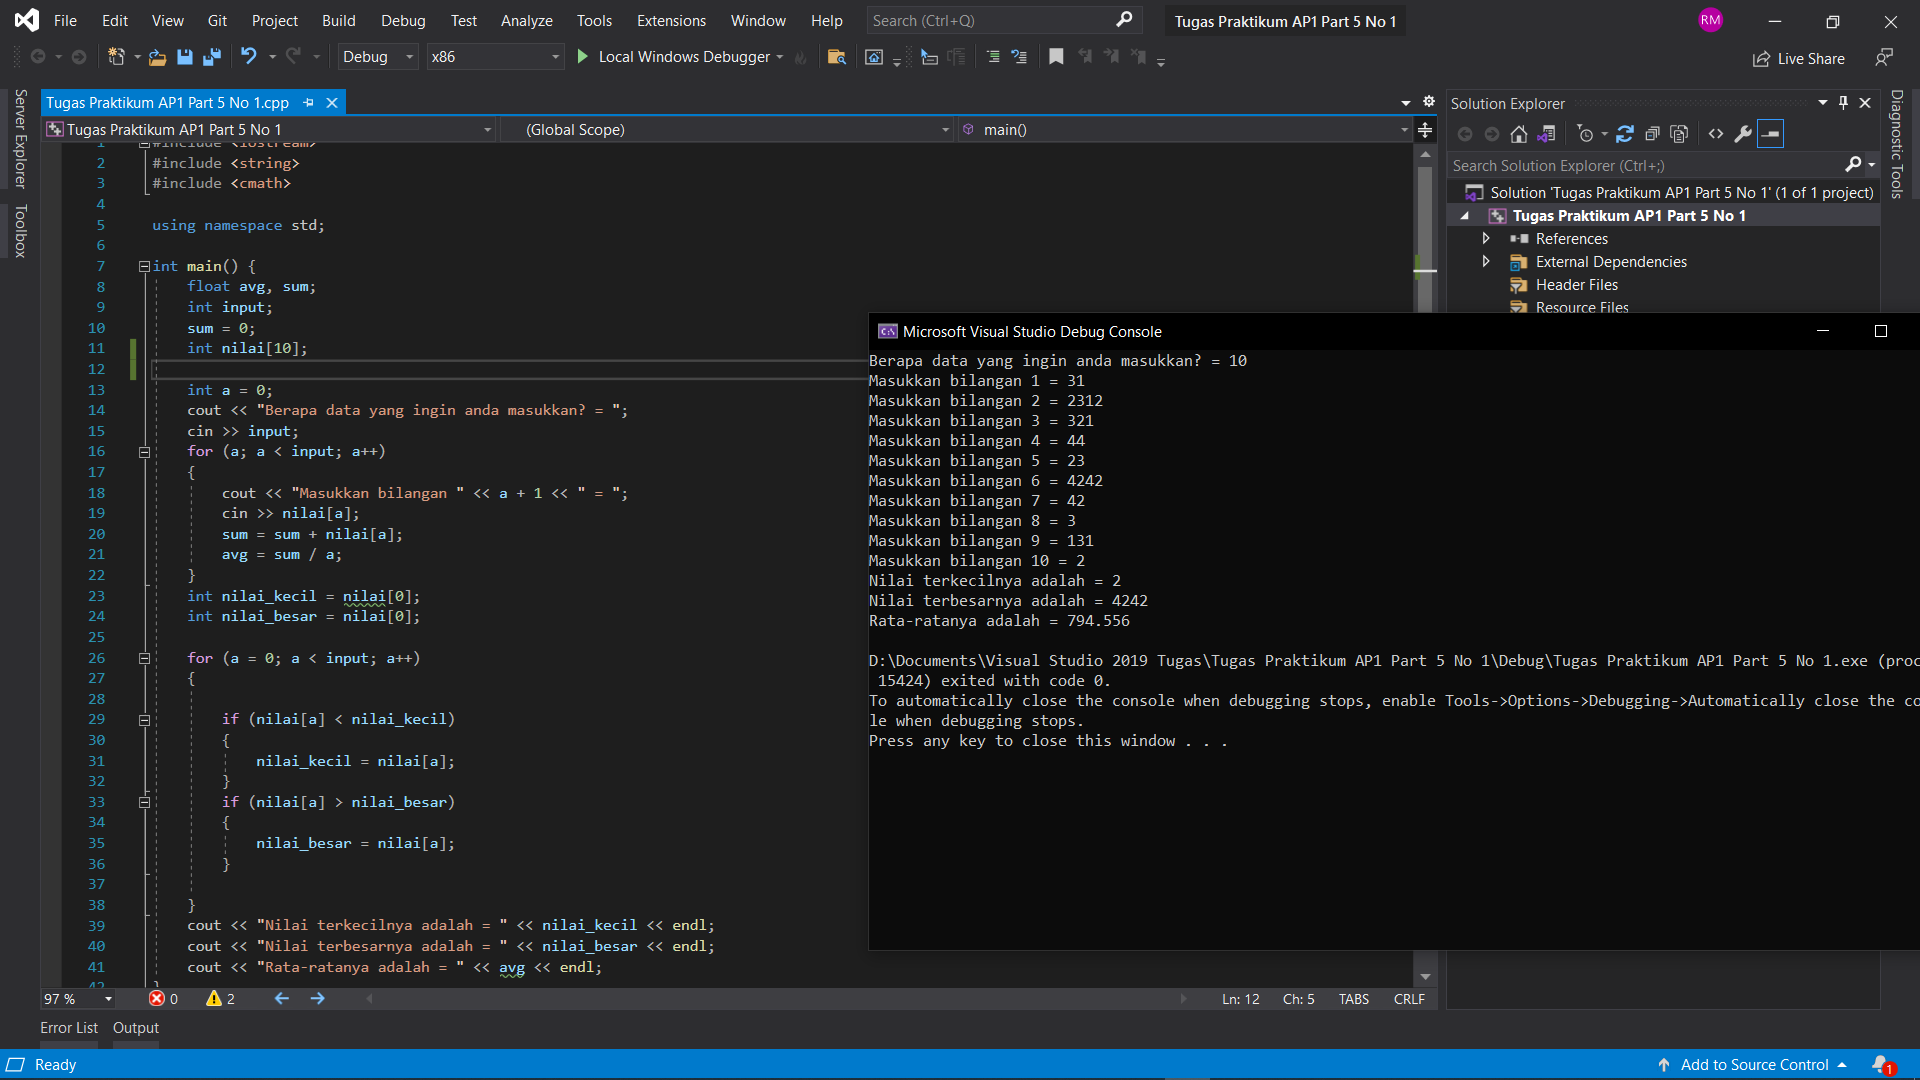 File Edit View Git Project Build Debug Test Analyze Tools Extensions Window Help Search (Ctrl+Q) Tugas Praktikum AP1 Part 5 No 1 RM
Debug x86 Local Windows Debugger Live Share
Server Explorer
Toolbox
Tugas Praktikum AP1 Part 5 No 1.cpp
Tugas Praktikum AP1 Part 5 No 1 (Global Scope) main()
1 #include <iostream>
2 #include <string>
3 #include <cmath>
4
5 using namespace std;
6
7 int main() {
8 float avg, sum;
9 int input;
10 sum = 0;
11 int nilai[10];
12
13 int a = 0;
14 cout << "Berapa data yang ingin anda masukkan? = ";
15 cin >> input;
16 for (a; a < input; a++)
17 {
18 cout << "Masukkan bilangan " << a + 1 << " = ";
19 cin >> nilai[a];
20 sum = sum + nilai[a];
21 avg = sum / a;
22 }
23 int nilai_kecil = nilai[0];
24 int nilai_besar = nilai[0];
25
26 for (a = 0; a < input; a++)
27 {
28
29 if (nilai[a] < nilai_kecil)
30 {
31 nilai_kecil = nilai[a];
32 }
33 if (nilai[a] > nilai_besar)
34 {
35 nilai_besar = nilai[a];
36 }
37
38 }
39 cout << "Nilai terkecilnya adalah = " << nilai_kecil << endl;
40 cout << "Nilai terbesarnya adalah = " << nilai_besar << endl;
41 cout << "Rata-ratanya adalah = " << avg << endl;
42 }
97 % 0 2 Ln: 12 Ch: 5 TABS CRLF
Solution Explorer
Search Solution Explorer (Ctrl+;)
Solution 'Tugas Praktikum AP1 Part 5 No 1' (1 of 1 project)
Tugas Praktikum AP1 Part 5 No 1
References
External Dependencies
Header Files
Resource Files
Diagnostic Tools
Microsoft Visual Studio Debug Console
Berapa data yang ingin anda masukkan? = 10
Masukkan bilangan 1 = 31
Masukkan bilangan 2 = 2312
Masukkan bilangan 3 = 321
Masukkan bilangan 4 = 44
Masukkan bilangan 5 = 23
Masukkan bilangan 6 = 4242
Masukkan bilangan 7 = 42
Masukkan bilangan 8 = 3
Masukkan bilangan 9 = 131
Masukkan bilangan 10 = 2
Nilai terkecilnya adalah = 2
Nilai terbesarnya adalah = 4242
Rata-ratanya adalah = 794.556
D:\Documents\Visual Studio 2019 Tugas\Tugas Praktikum AP1 Part 5 No 1\Debug\Tugas Praktikum AP1 Part 5 No 1.exe (proc
15424) exited with code 0.
To automatically close the console when debugging stops, enable Tools->Options->Debugging->Automatically close the co
le when debugging stops.
Press any key to close this window . . .
Error List Output
Ready Add to Source Control 1